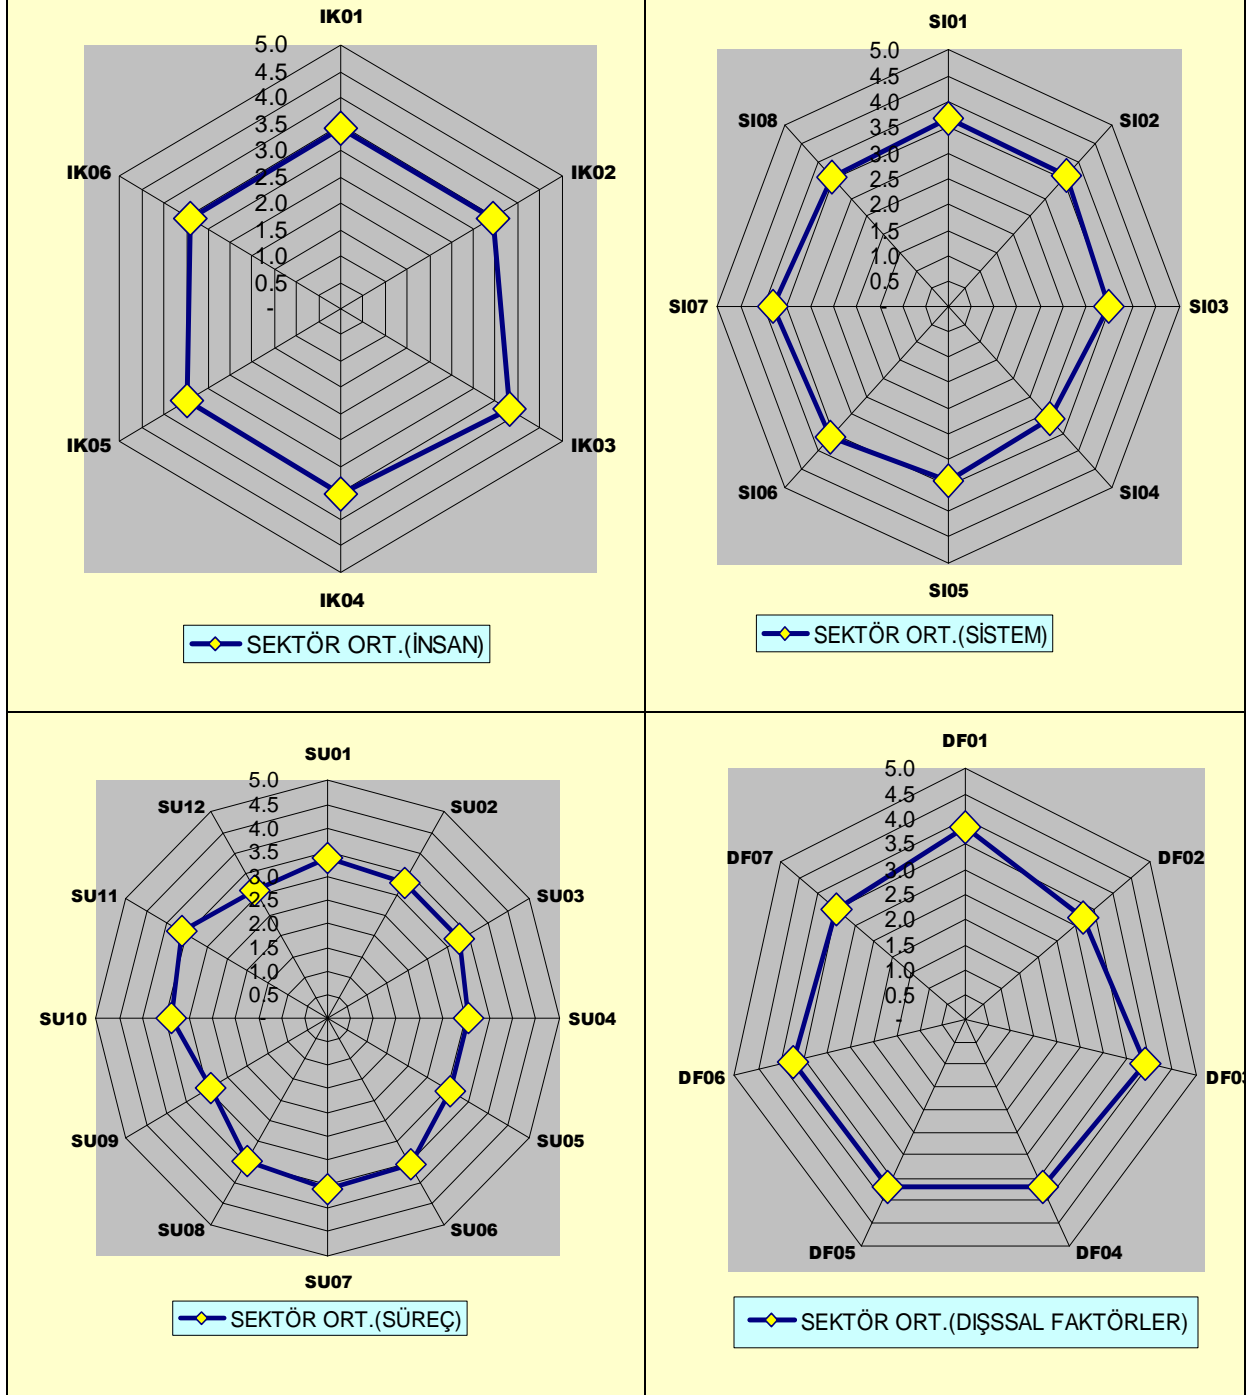 IK01
5.0
4.5
4.0
3.5
3.0
2.5
2.0
1.5
1.0
0.5
-
IK02
IK03
IK04
IK05
IK06
SEKTÖR ORT.(İNSAN)
SI01
5.0
4.5
4.0
3.5
3.0
2.5
2.0
1.5
1.0
0.5
-
SI02
SI03
SI04
SI05
SI06
SI07
SI08
SEKTÖR ORT.(SİSTEM)
SU01
5.0
4.5
4.0
3.5
3.0
2.5
2.0
1.5
1.0
0.5
-
SU02
SU03
SU04
SU05
SU06
SU07
SU08
SU09
SU10
SU11
SU12
SEKTÖR ORT.(SÜREÇ)
DF01
5.0
4.5
4.0
3.5
3.0
2.5
2.0
1.5
1.0
0.5
-
DF02
DF03
DF04
DF05
DF06
DF07
SEKTÖR ORT.(DIŞSSAL FAKTÖRLER)